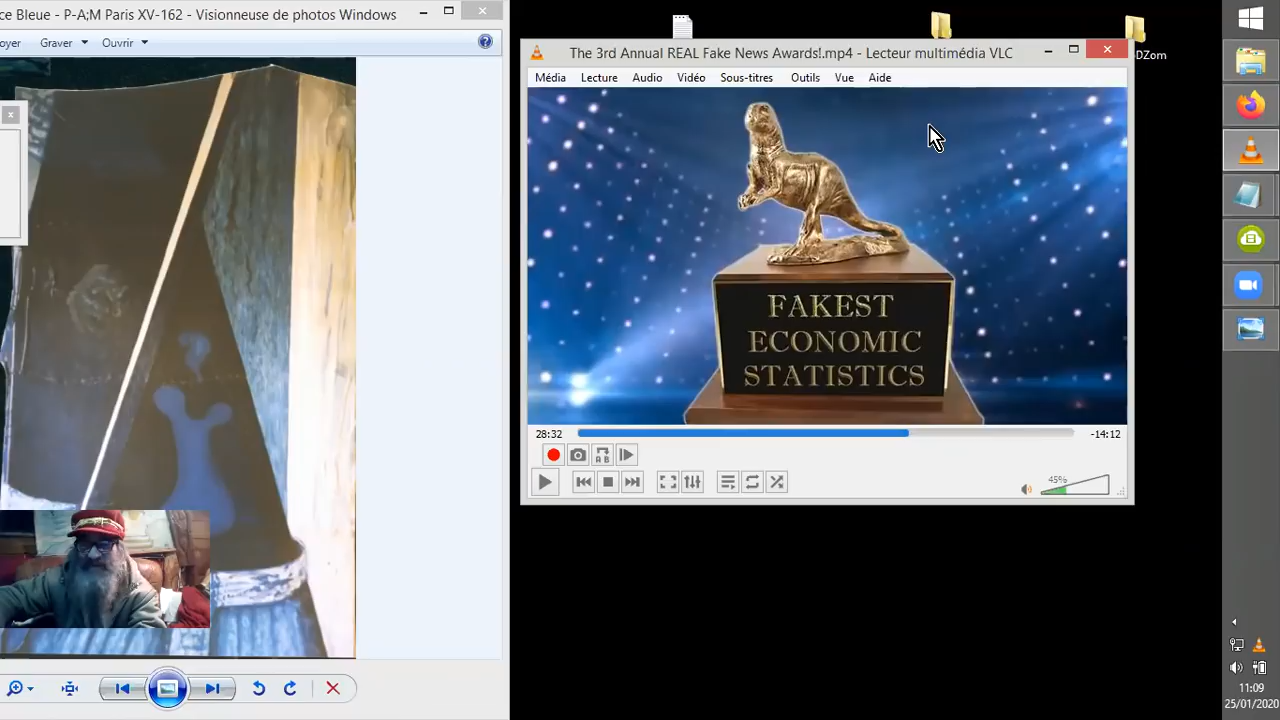 ce Bleue - P-A;M Paris XV-162 - Visionneuse de photos Windows
oyer Graver Ouvrir
DZom
The 3rd Annual REAL Fake News Awards!.mp4 - Lecteur multimédia VLC
Média Lecture Audio Vidéo Sous-titres Outils Vue Aide
FAKEST
ECONOMIC
STATISTICS
28:32
-14:12
AB
45%
11:09
25/01/2020